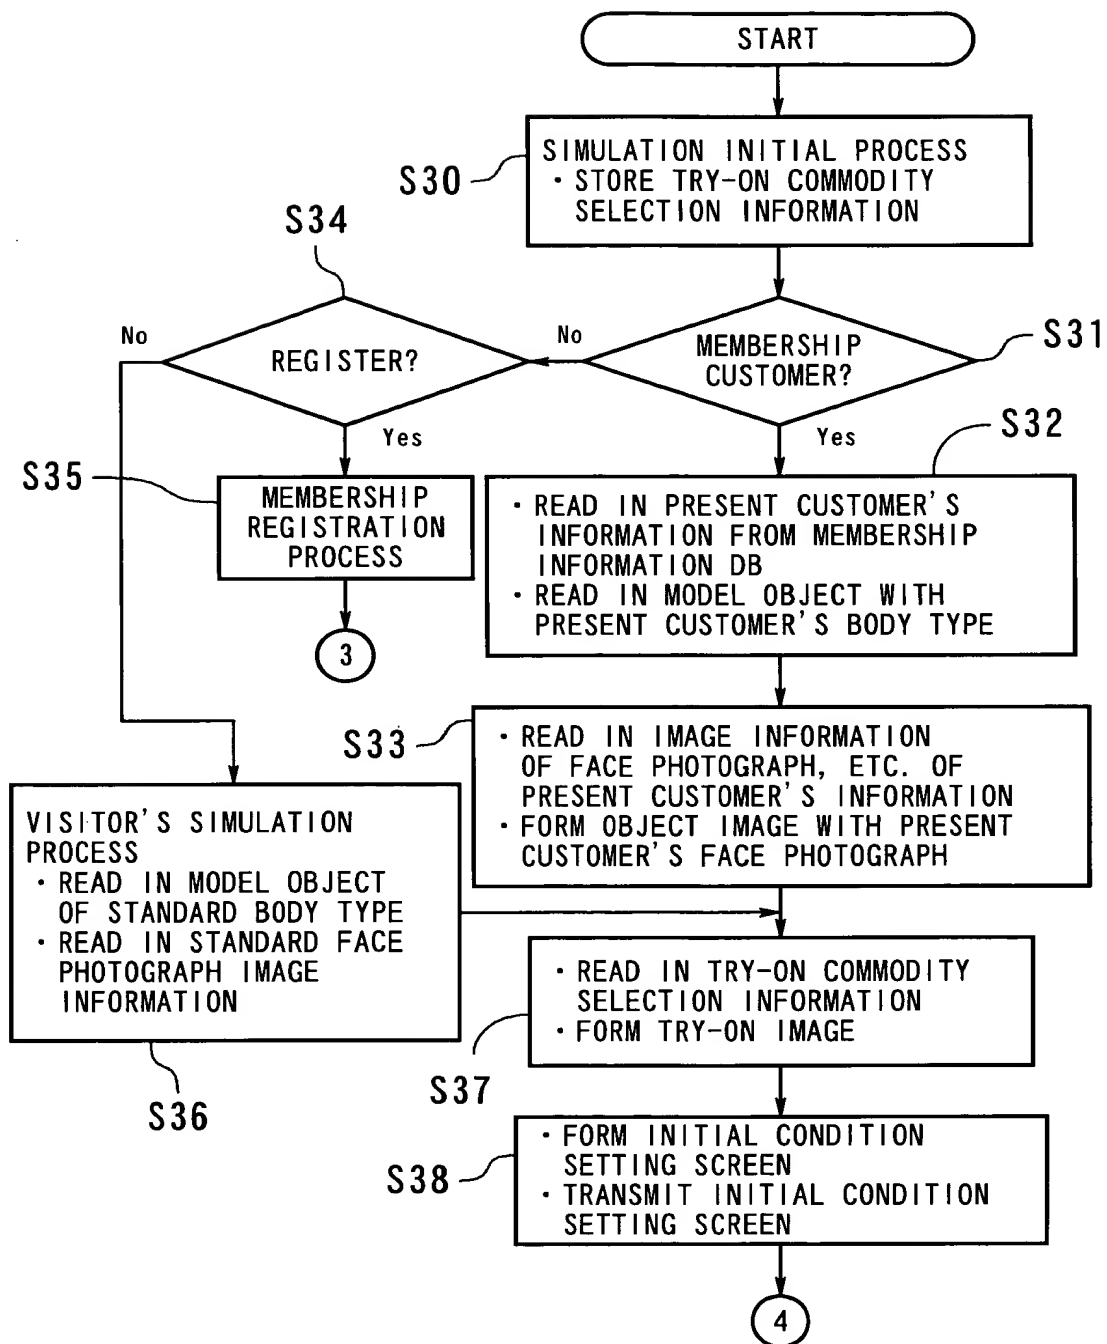 START
SIMULATION INITIAL PROCESS
・STORE TRY-ON COMMODITY
SELECTION INFORMATION
S30
S34
No
REGISTER?
No
MEMBERSHIP
CUSTOMER?
S31
Yes
Yes
S32
S35
MEMBERSHIP
REGISTRATION
PROCESS
3
・READ IN PRESENT CUSTOMER'S
INFORMATION FROM MEMBERSHIP
INFORMATION DB
・READ IN MODEL OBJECT WITH
PRESENT CUSTOMER'S BODY TYPE
S33
・READ IN IMAGE INFORMATION
OF FACE PHOTOGRAPH, ETC. OF
PRESENT CUSTOMER'S INFORMATION
・FORM OBJECT IMAGE WITH PRESENT
CUSTOMER'S FACE PHOTOGRAPH
VISITOR'S SIMULATION
PROCESS
・READ IN MODEL OBJECT
OF STANDARD BODY TYPE
・READ IN STANDARD FACE
PHOTOGRAPH IMAGE
INFORMATION
S36
・READ IN TRY-ON COMMODITY
SELECTION INFORMATION
・FORM TRY-ON IMAGE
S37
・FORM INITIAL CONDITION
SETTING SCREEN
・TRANSMIT INITIAL CONDITION
SETTING SCREEN
S38
4